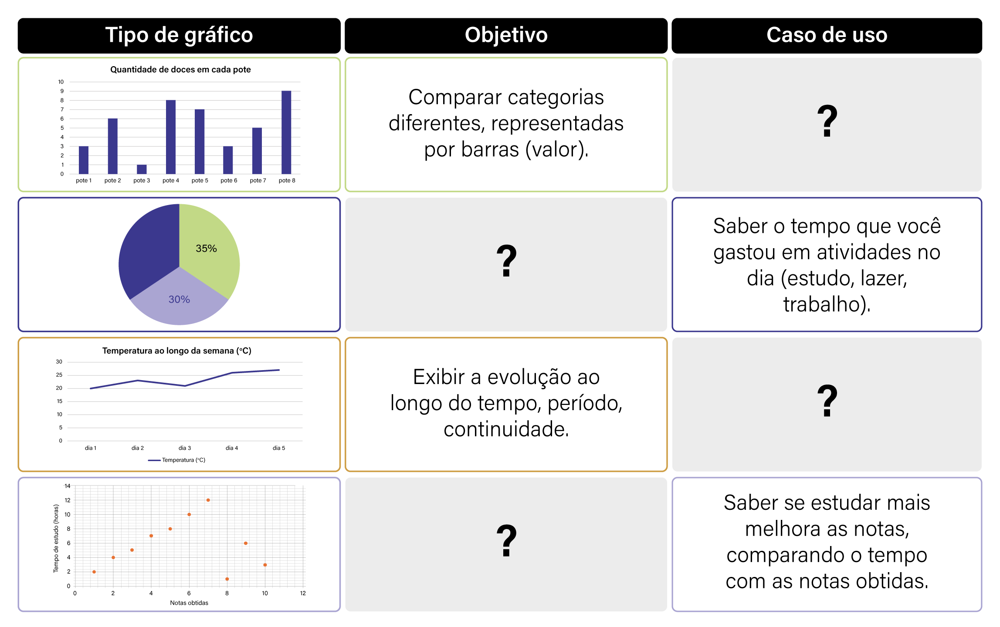 Tipo de gráfico
Objetivo
Caso de uso
Quantidade de doces em cada pote
10
9
8
7
6
5
4
3
2
1
0
pote 1 pote 2 pote 3 pote 4 pote 5 pote 6 pote 7 pote 8
Comparar categorias
diferentes, representadas
por barras (valor).
?
35%
30%
?
Saber o tempo que você
gastou em atividades no
dia (estudo, lazer,
trabalho).
Temperatura ao longo da semana (ºC)
30
25
20
15
10
5
0
dia 1 dia 2 dia 3 dia 4 dia 5
Temperatura (ºC)
Exibir a evolução ao
longo do tempo, período,
continuidade.
?
Tempo de estudo (horas)
14
12
10
8
6
4
2
0
0 2 4 6 8 10 12
Notas obtidas
?
Saber se estudar mais
melhora as notas,
comparando o tempo
com as notas obtidas.